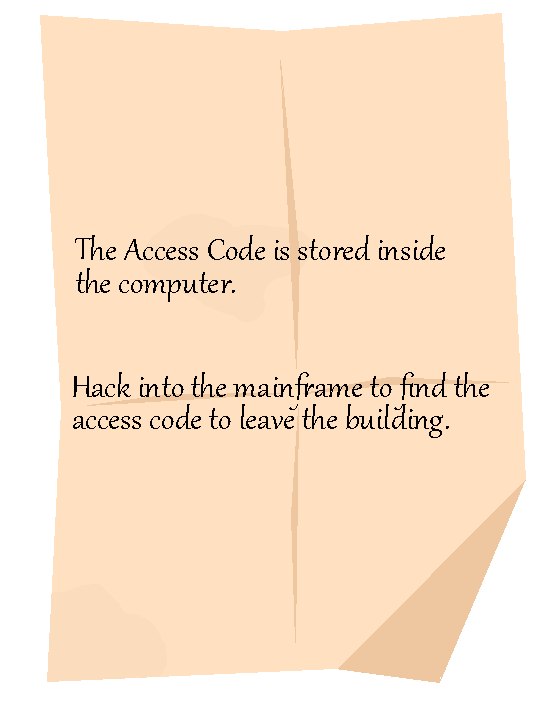 The Access Code is stored inside
the computer.
Hack into the mainframe to find the
access code to leave the building.